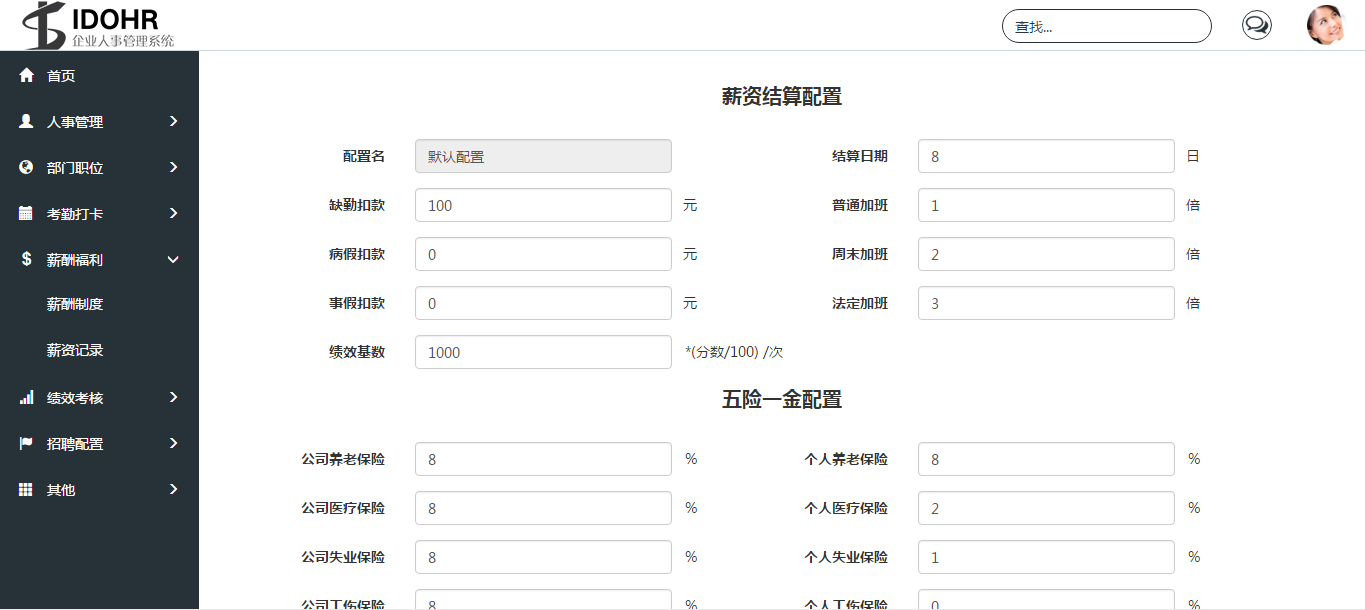 IDOHR
企业人事管理系统
查找...
首页
人事管理
部门职位
考勤打卡
薪酬福利
薪酬制度
薪资记录
绩效考核
招聘配置
其他
薪资结算配置
配置名 默认配置 结算日期 8 日
缺勤扣款 100 元 普通加班 1 倍
病假扣款 0 元 周末加班 2 倍
事假扣款 0 元 法定加班 3 倍
绩效基数 1000 *(分数/100) /次
五险一金配置
公司养老保险 8 % 个人养老保险 8 %
公司医疗保险 8 % 个人医疗保险 2 %
公司失业保险 8 % 个人失业保险 1 %
公司工伤保险 8 % 个人工伤保险 0 %